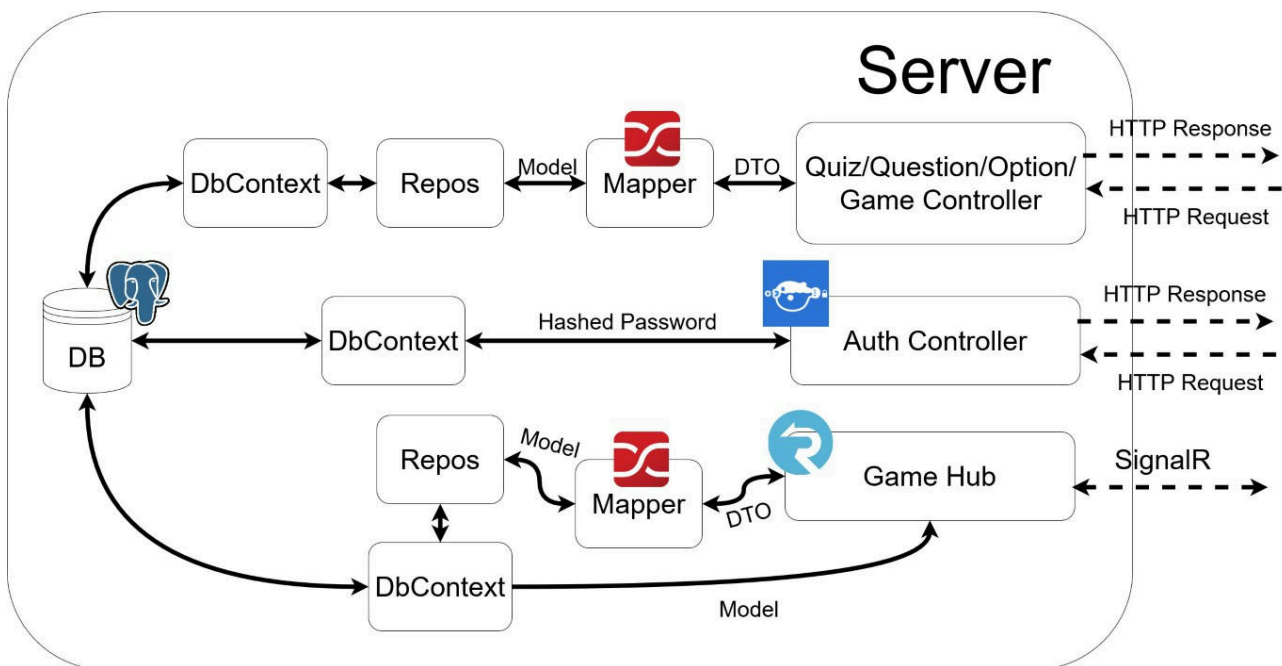 Server
HTTP Response
Model
DTO
DbContext
Repos
Mapper
Quiz/Question/Option/
Game Controller
HTTP Request
HTTP Response
Hashed Password
DB
DbContext
Auth Controller
HTTP Request
Model
Repos
Mapper
DTO
Game Hub
SignalR
DbContext
Model